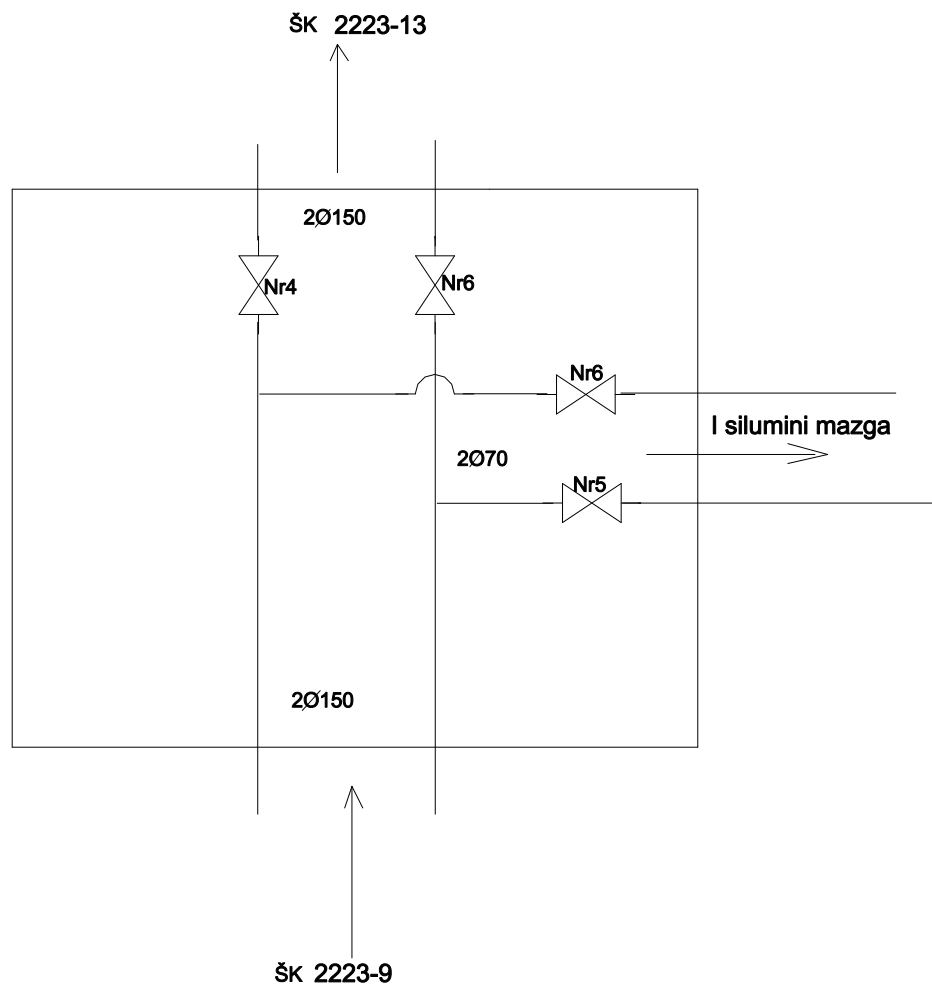 ŠK 2223-13
2Ø150
Nr4
Nr6
Nr6
I silumini mazga
2Ø70
Nr5
2Ø150
ŠK 2223-9